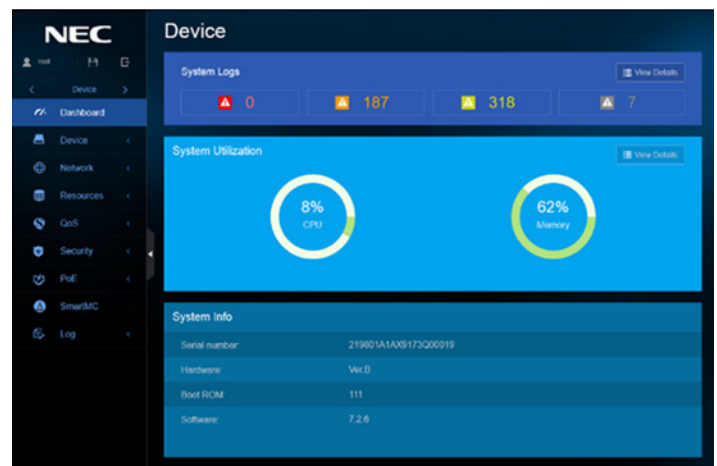 NEC
Device
root
Device
Dashboard
Device
Network
Resources
QoS
Security
PoE
SmartMC
Log
System Logs
View Details
0
187
318
7
System Utilization
View Details
8%
CPU
62%
Memory
System Info
Serial number:
219801A1AX9173Q00019
Hardware:
Ver.D
Boot ROM:
111
Software:
7.2.6